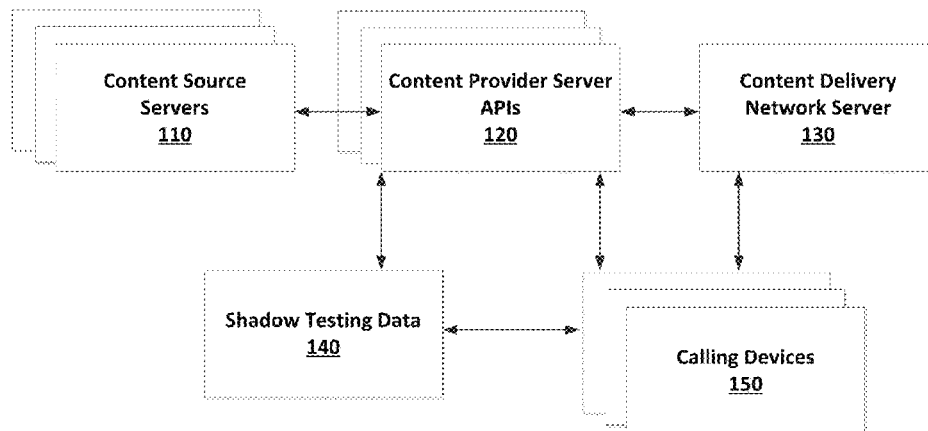 Content Source
Servers
110
Content Provider Server
APIs
120
Content Delivery
Network Server
130
Shadow Testing Data
140
Calling Devices
150